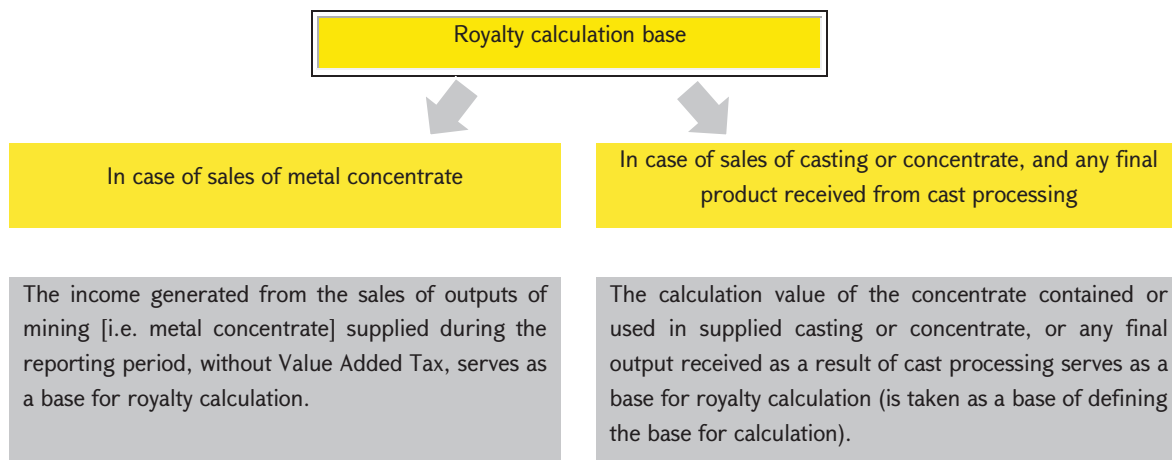 Royalty calculation base
In case of sales of metal concentrate
In case of sales of casting or concentrate, and any final
product received from cast processing
The income generated from the sales of outputs of
mining [i.e. metal concentrate] supplied during the
reporting period, without Value Added Tax, serves as
a base for royalty calculation.
The calculation value of the concentrate contained or
used in supplied casting or concentrate, or any final
output received as a result of cast processing serves as a
base for royalty calculation (is taken as a base of defining
the base for calculation).